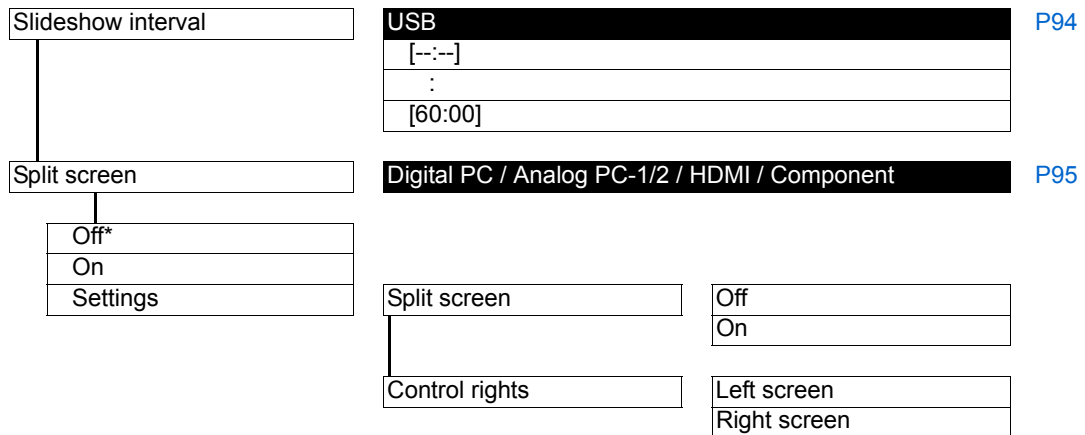 Slideshow interval USB P94
[--:--]
:
[60:00]
Split screen Digital PC / Analog PC-1/2 / HDMI / Component P95
Off*
On
Settings Split screen Off
On
Control rights Left screen
Right screen